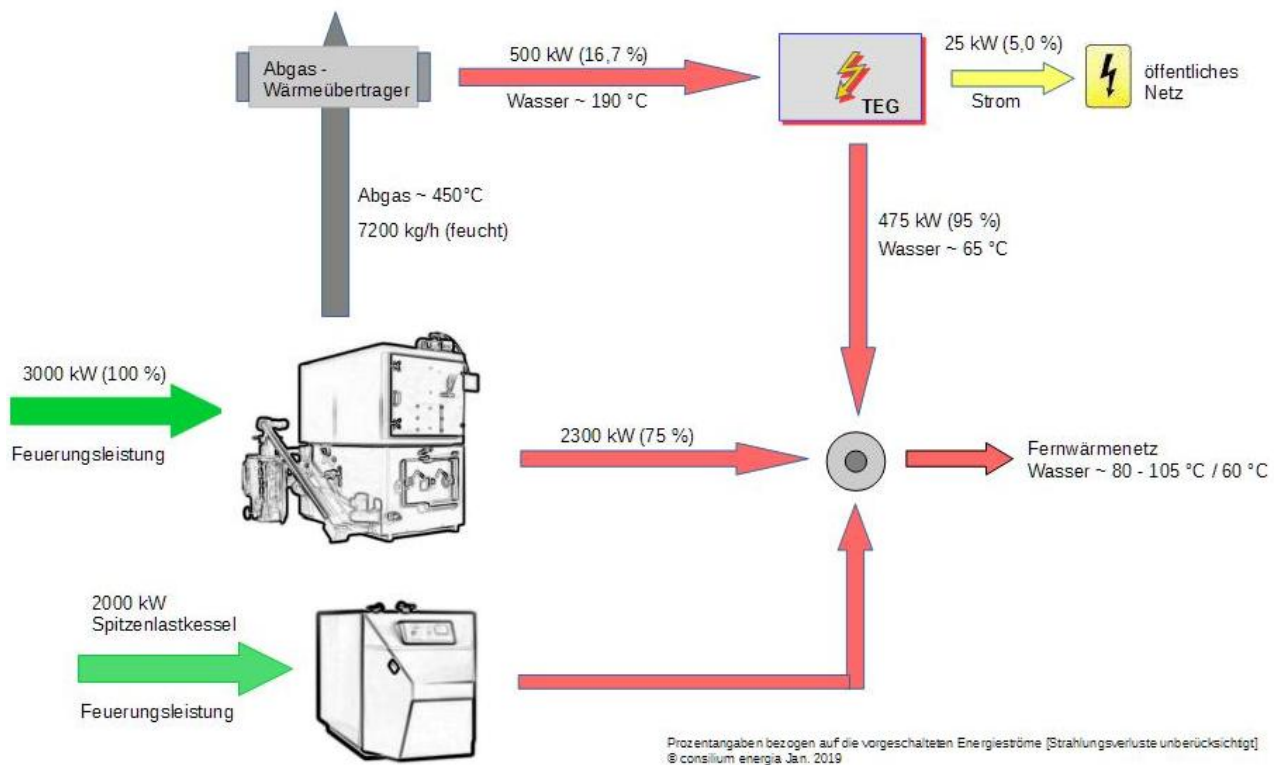 Abgas -
Wärmeübertrager
500 kW (16,7 %)
Wasser ~ 190 °C
TEG
25 kW (5,0 %)
Strom
öffentliches
Netz
Abgas ~ 450°C
7200 kg/h (feucht)
475 kW (95 %)
Wasser ~ 65 °C
3000 kW (100 %)
Feuerungsleistung
2300 kW (75 %)
Fernwärmenetz
Wasser ~ 80 - 105 °C / 60 °C
2000 kW
Spitzenlastkessel
Feuerungsleistung
Prozentangaben bezogen auf die vorgeschalteten Energieströme [Strahlungsverluste unberücksichtigt]
© consilium energia Jan. 2019